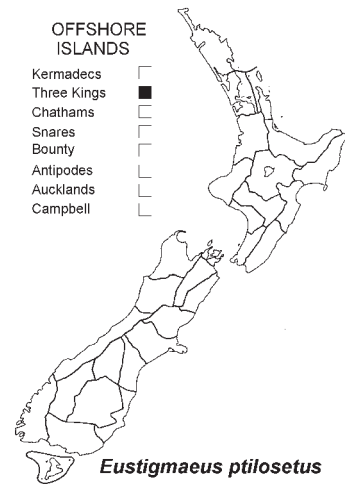 OFFSHORE
ISLANDS
Kermadecs
Three Kings
Chathams
Snares
Bounty
Antipodes
Aucklands
Campbell
Eustigmaeus ptilosetus